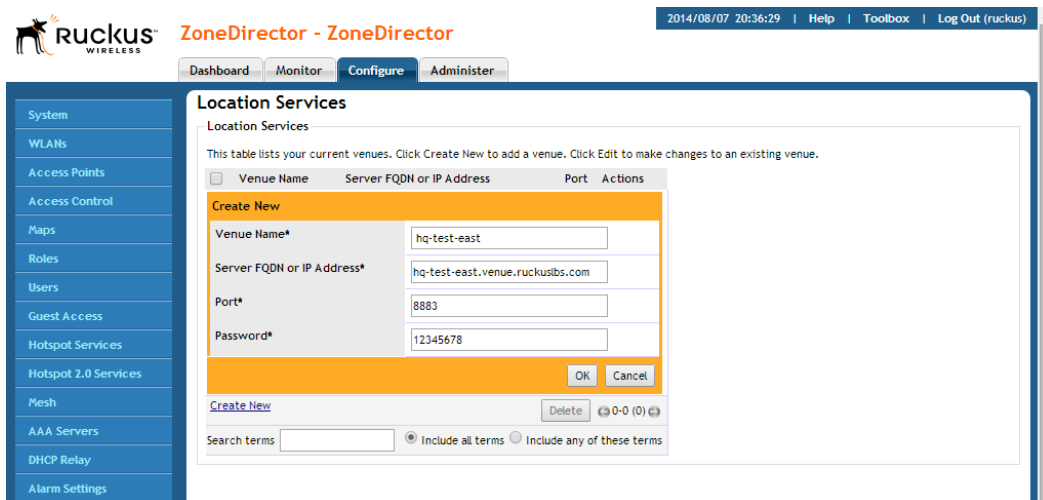 2014/08/07 20:36:29 | Help | Toolbox | Log Out (ruckus)
Ruckus WIRELESS
ZoneDirector - ZoneDirector
Dashboard Monitor Configure Administer
System
WLANs
Access Points
Access Control
Maps
Roles
Users
Guest Access
Hotspot Services
Hotspot 2.0 Services
Mesh
AAA Servers
DHCP Relay
Alarm Settings
Location Services
Location Services
This table lists your current venues. Click Create New to add a venue. Click Edit to make changes to an existing venue.
Venue Name Server FQDN or IP Address Port Actions
Create New
Venue Name* hq-test-east
Server FQDN or IP Address* hq-test-east.venue.ruckuslbs.com
Port* 8883
Password* 12345678
OK Cancel
Create New Delete 0-0 (0)
Search terms Include all terms Include any of these terms